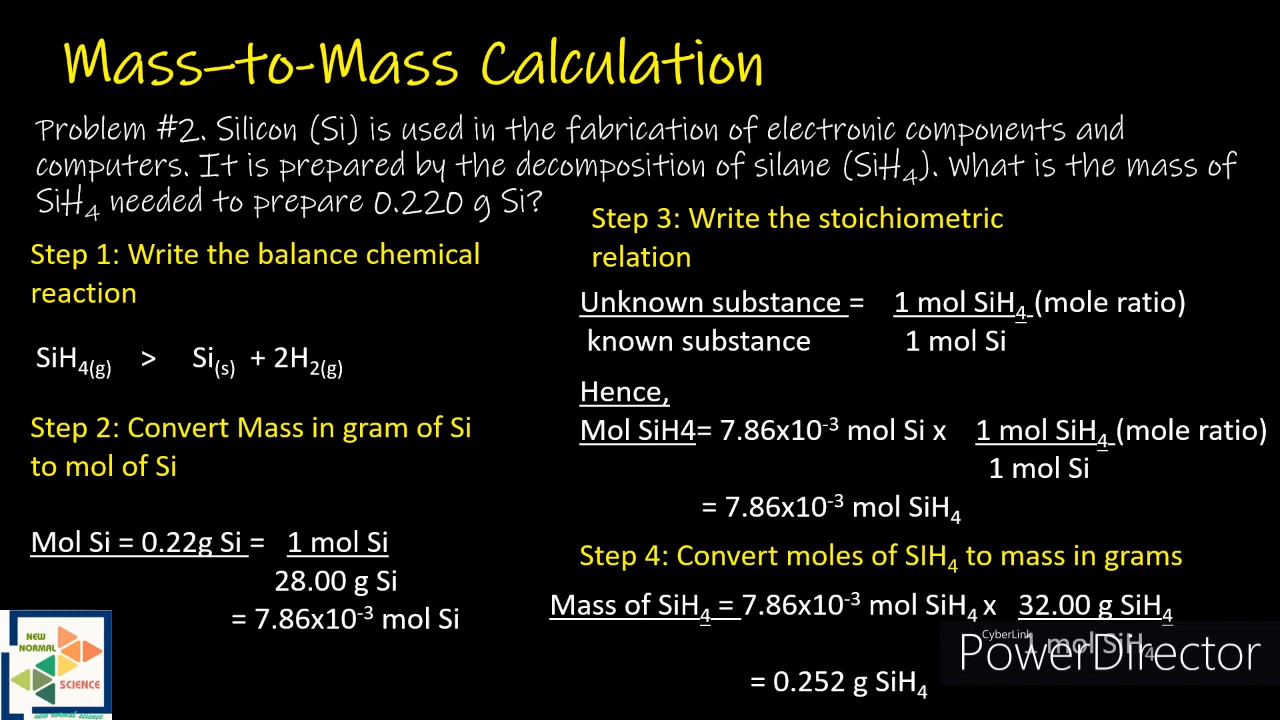 Mass-to-Mass Calculation
Problem #2. Silicon (Si) is used in the fabrication of electronic components and
computers. It is prepared by the decomposition of silane (SiH₄). What is the mass of
SiH₄ needed to prepare 0.220 g Si?
Step 1: Write the balance chemical
reaction
SiH₄(g) > Si(s) + 2H₂(g)
Step 2: Convert Mass in gram of Si
to mol of Si
Mol Si = 0.22g Si = 1 mol Si
28.00 g Si
= 7.86x10⁻³ mol Si
Step 3: Write the stoichiometric
relation
Unknown substance = 1 mol SiH₄ (mole ratio)
known substance 1 mol Si
Hence,
Mol SiH4= 7.86x10⁻³ mol Si x 1 mol SiH₄ (mole ratio)
1 mol Si
= 7.86x10⁻³ mol SiH₄
Step 4: Convert moles of SIH₄ to mass in grams
Mass of SiH₄ = 7.86x10⁻³ mol SiH₄ x 32.00 g SiH₄
1 mol SiH₄
= 0.252 g SiH₄
NEW
NORMAL
SCIENCE
new normal science
CyberLink
PowerDirector